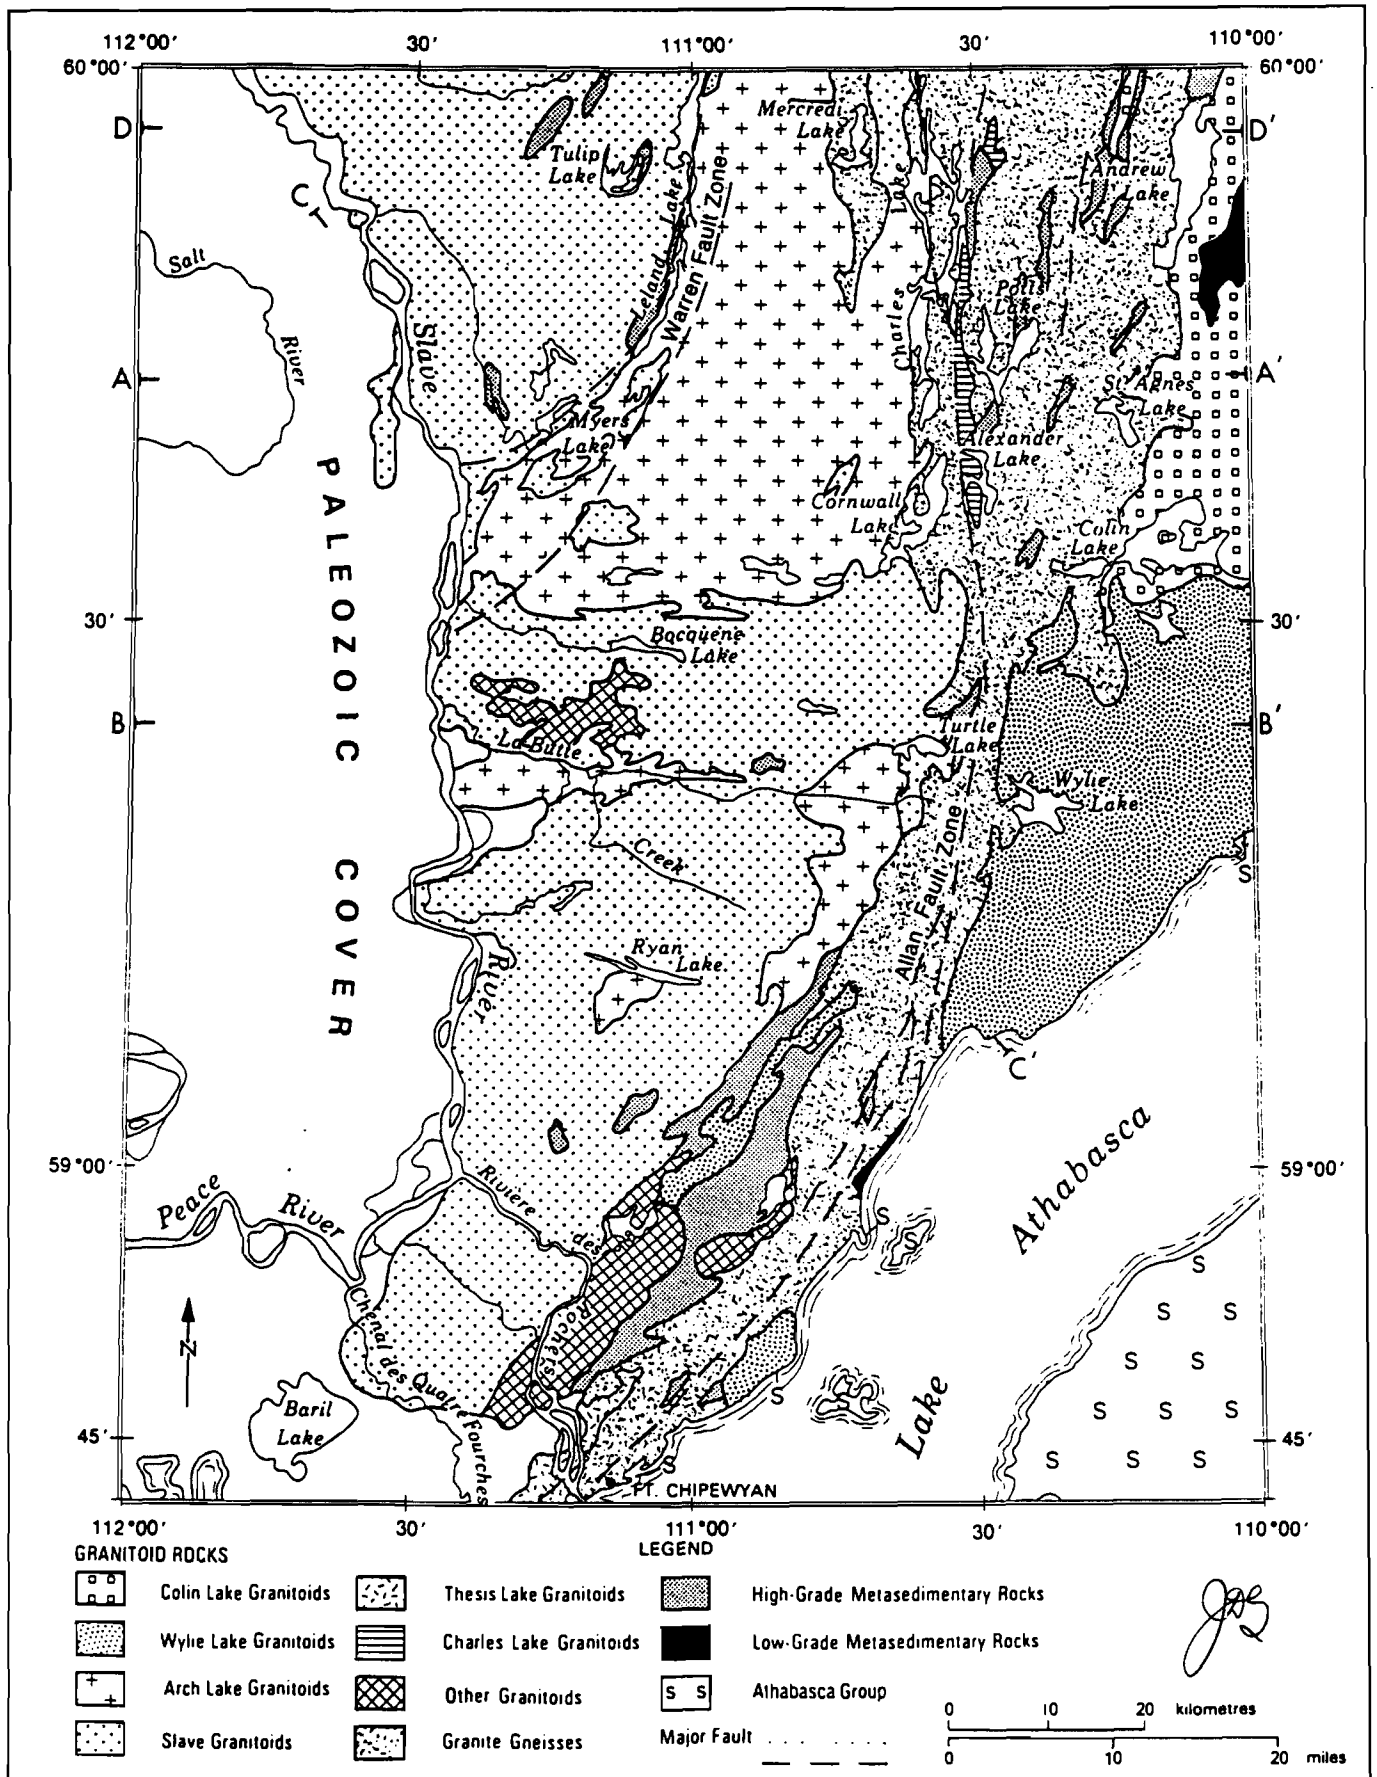 112°00′ 30′ 111°00′ 30′ 110°00′
60°00′ 60°00′
D D′
Mercredi
Lake
Tulip
Lake
Andrew
Lake
C
Salt
River
Slave
Leland Lake
Warren Fault Zone
Charles Lake
Potts
Lake
A A′
St. Agnes
Lake
Myers
Lake
Alexander
Lake
Cornwall
Lake
Colin
Lake
PALEOZOIC COVER
30′ 30′
Bocquene
Lake
B B′
La Butte
Creek
Turtle
Lake
Wylie
Lake
Allan Fault Zone
S
Ryan
Lake
River
C′
59°00′ 59°00′
Peace River
Rivière
des
Rochers
Athabasca
Lake
S
S
S
S S
S S
S S S
S S S
Chenal des Quatre Fourches
N
Baril
Lake
S
S
45′ 45′
FT. CHIPEWYAN
112°00′ 30′ 111°00′ 30′ 110°00′
LEGEND
GRANITOID ROCKS
Colin Lake Granitoids
Wylie Lake Granitoids
Arch Lake Granitoids
Slave Granitoids
Thesis Lake Granitoids
Charles Lake Granitoids
Other Granitoids
Granite Gneisses
High-Grade Metasedimentary Rocks
Low-Grade Metasedimentary Rocks
S S Athabasca Group
Major Fault
0 10 20 kilometres
0 10 20 miles